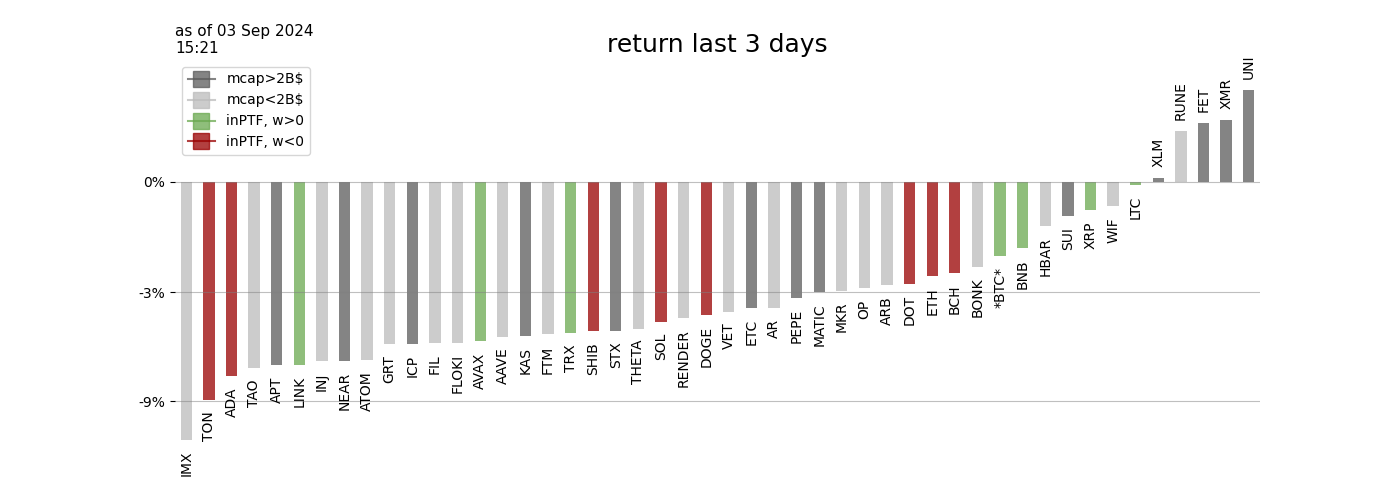 as of 03 Sep 2024
15:21
return last 3 days
mcap>2B$
mcap<2B$
inPTF, w>0
inPTF, w<0
0%
-3%
-9%
IMX
TON
ADA
TAO
APT
LINK
INJ
NEAR
ATOM
GRT
ICP
FIL
FLOKI
AVAX
AAVE
KAS
FTM
TRX
SHIB
STX
THETA
SOL
RENDER
DOGE
VET
ETC
AR
PEPE
MATIC
MKR
OP
ARB
DOT
ETH
BCH
BONK
*BTC*
BNB
HBAR
SUI
XRP
WIF
LTC
XLM
RUNE
FET
XMR
UNI